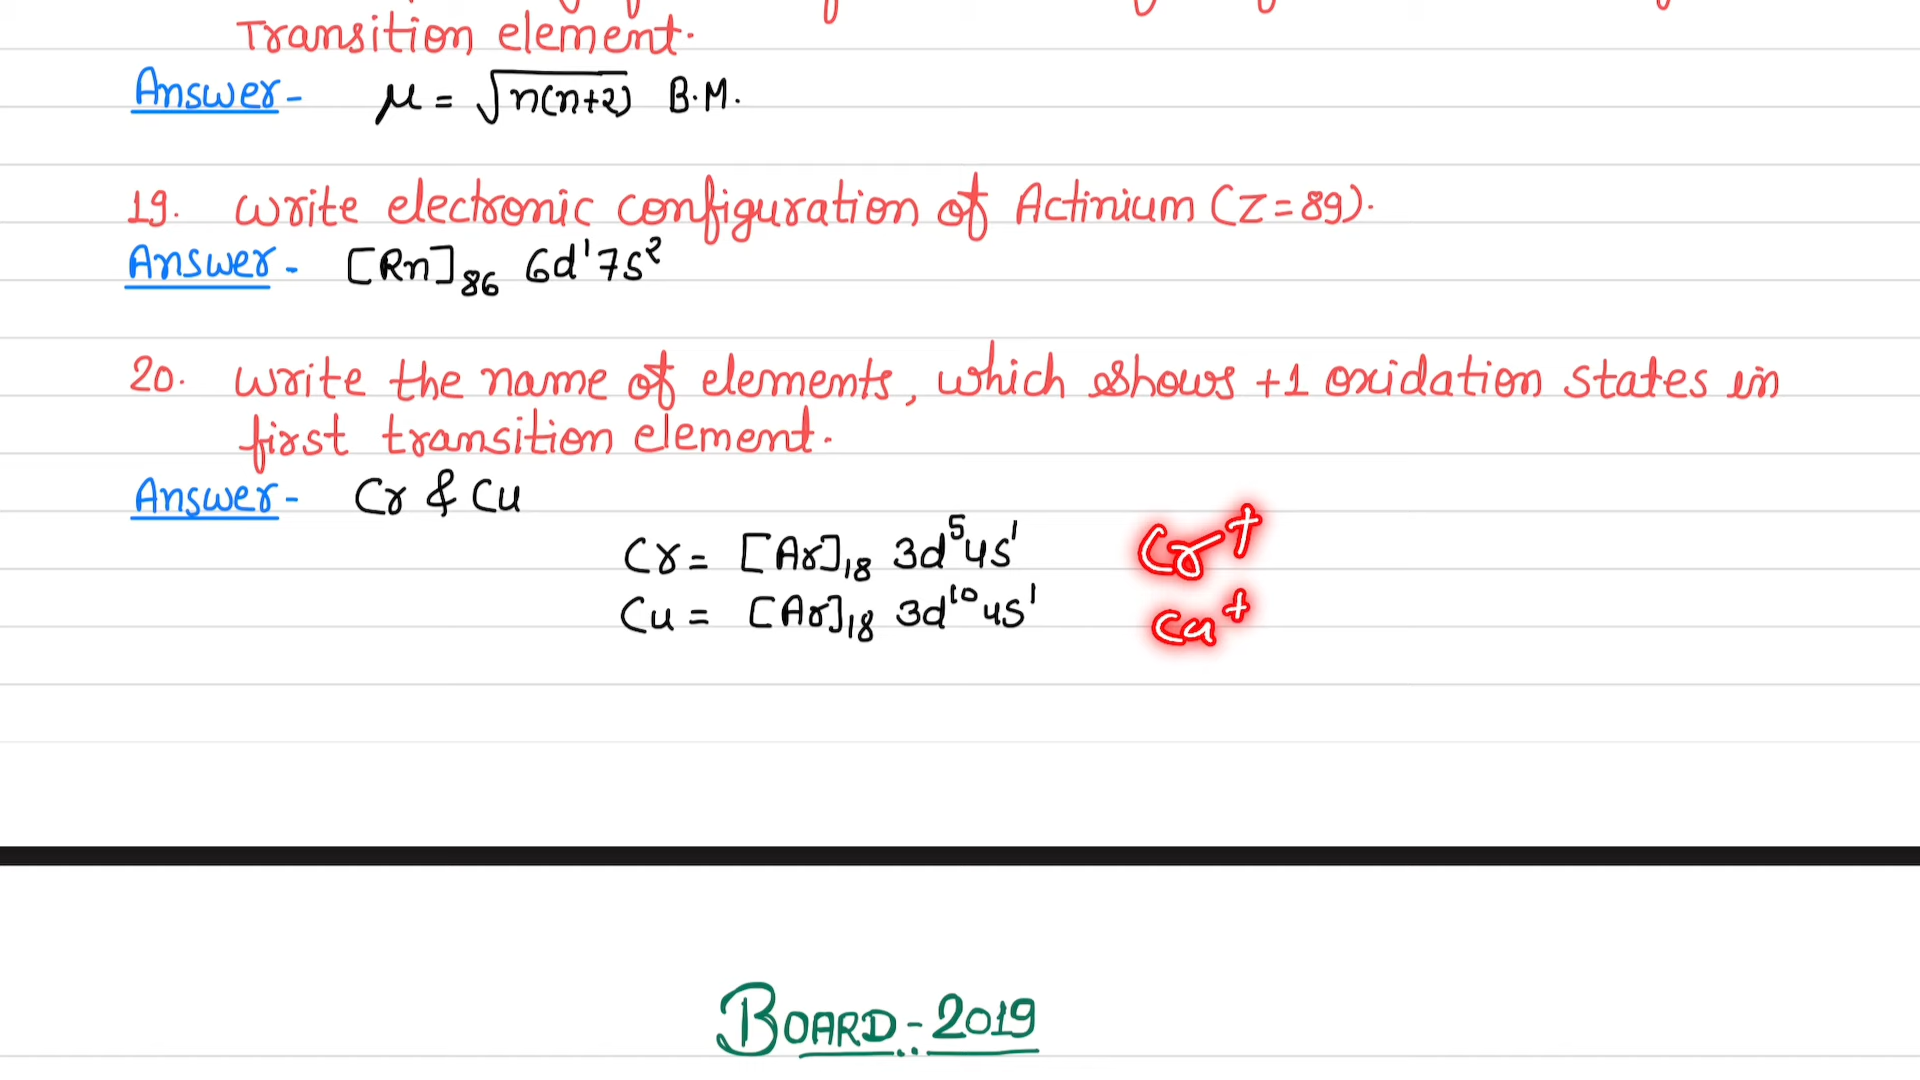 Transition element.
Answer- μ = √n(n+2) B.M.
19. Write electronic configuration of Actinium (Z=89).
Answer- [Rn]₈₆ 6d¹7s²
20. Write the name of elements, which shows +1 oxidation states in
first transition element.
Answer- Cr & Cu
Cr = [Ar]₁₈ 3d⁵4s¹ Cr⁺
Cu = [Ar]₁₈ 3d¹⁰4s¹ Cu⁺
BOARD:-2019